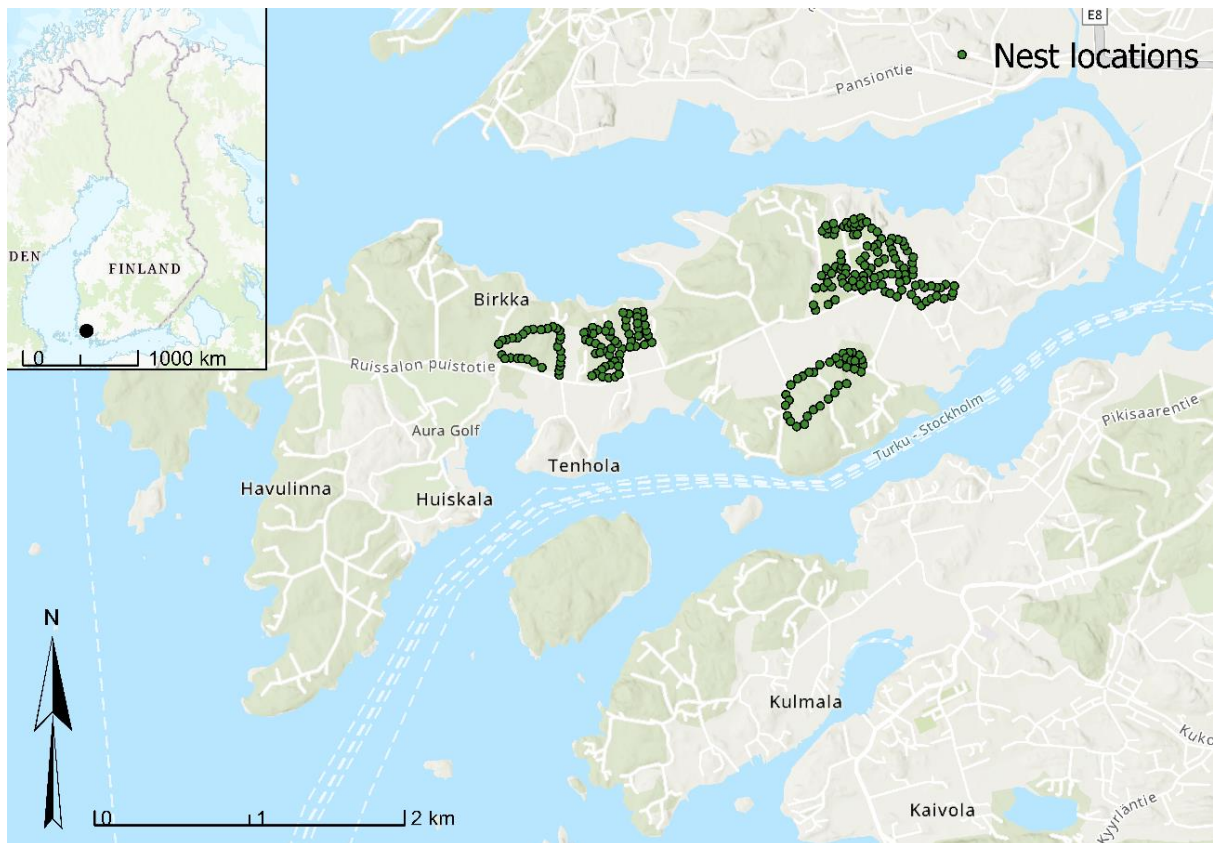 E8
Nest locations
Pansiontie
DEN
FINLAND
0
1000 km
Birkka
Ruissalon puistotie
Aura Golf
Tenhola
Turku - Stockholm
Pikisaarentie
Havulinna
Huiskala
N
Kulmala
Kuko
Kaivola
Kyyrläntie
0
1
2 km